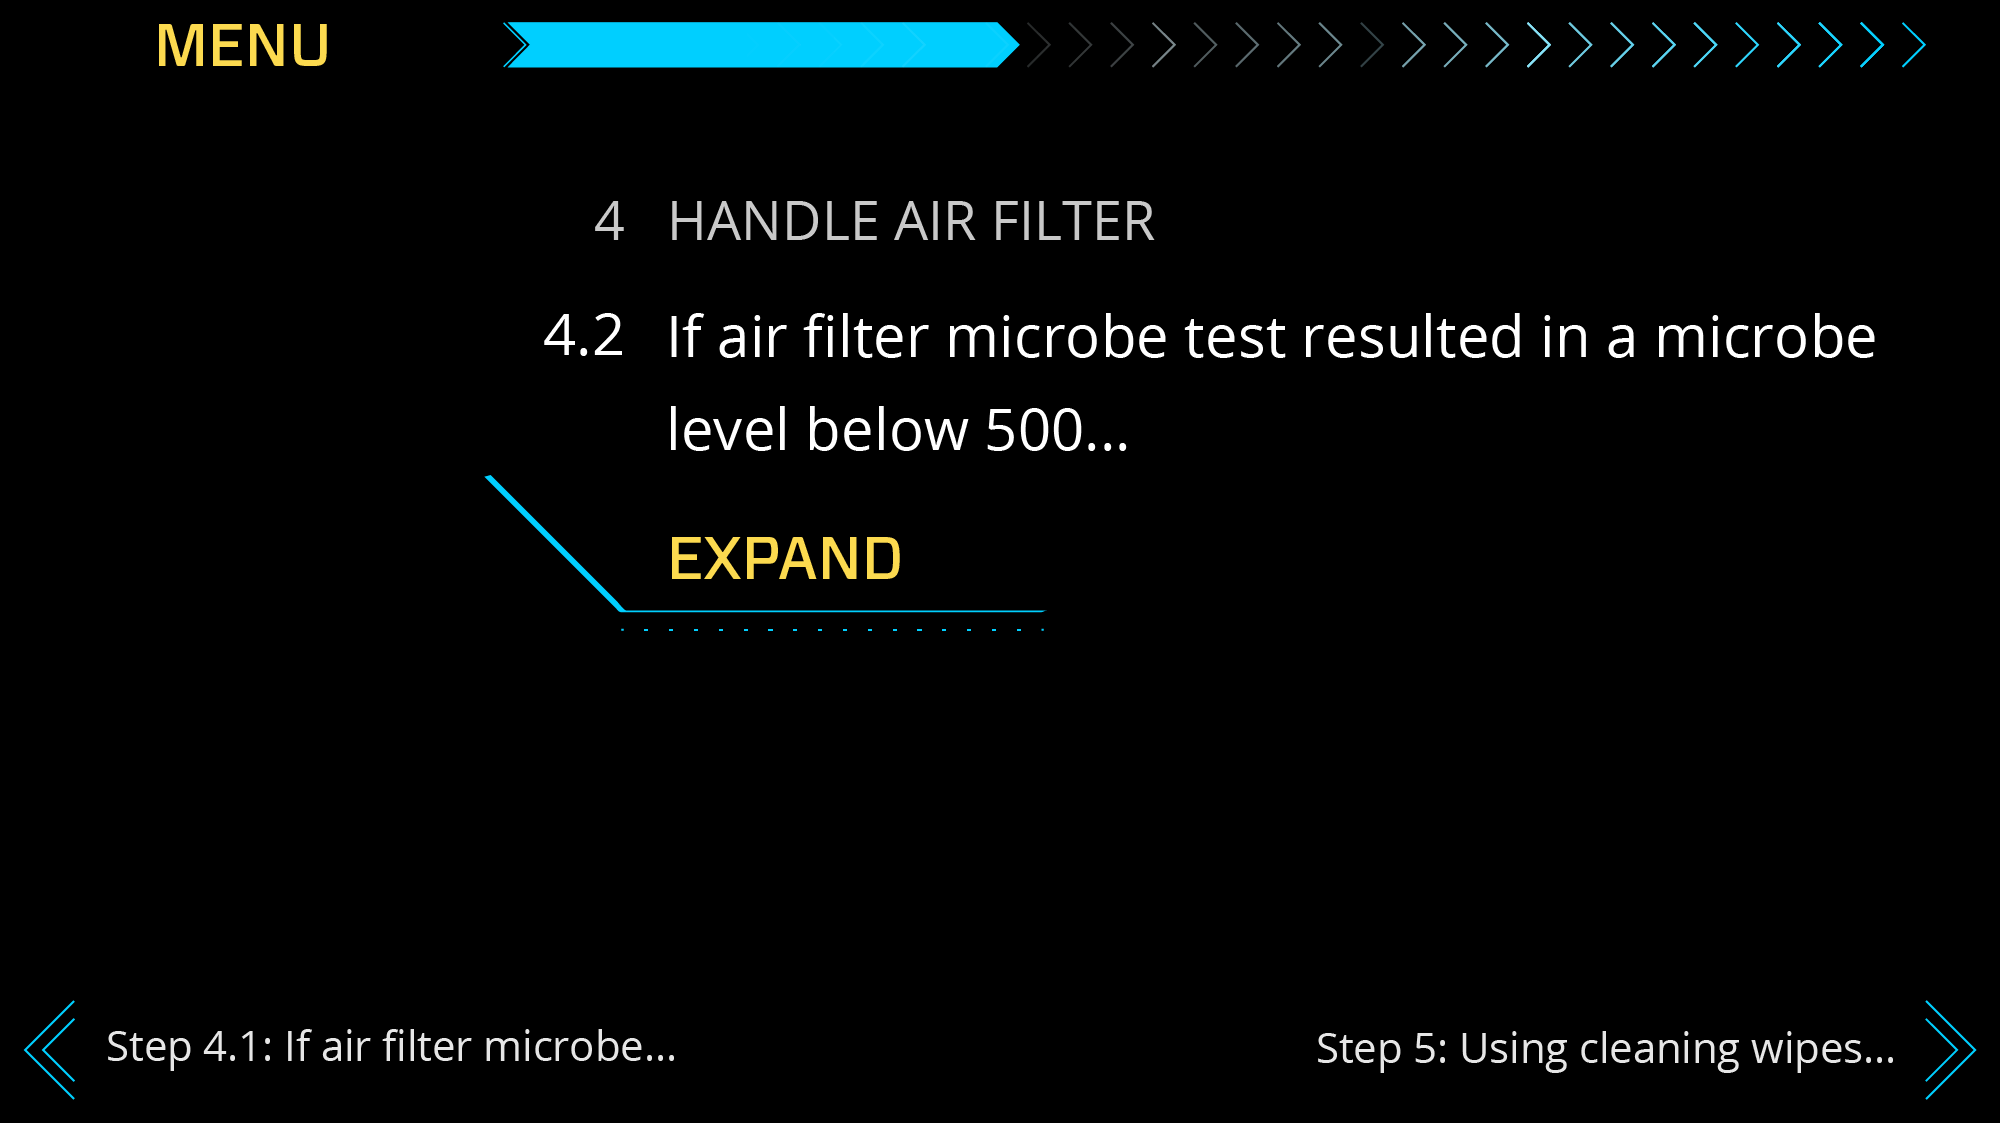 MENU
4 HANDLE AIR FILTER
4.2 If air filter microbe test resulted in a microbe
level below 500...
EXPAND
Step 4.1: If air filter microbe...
Step 5: Using cleaning wipes...